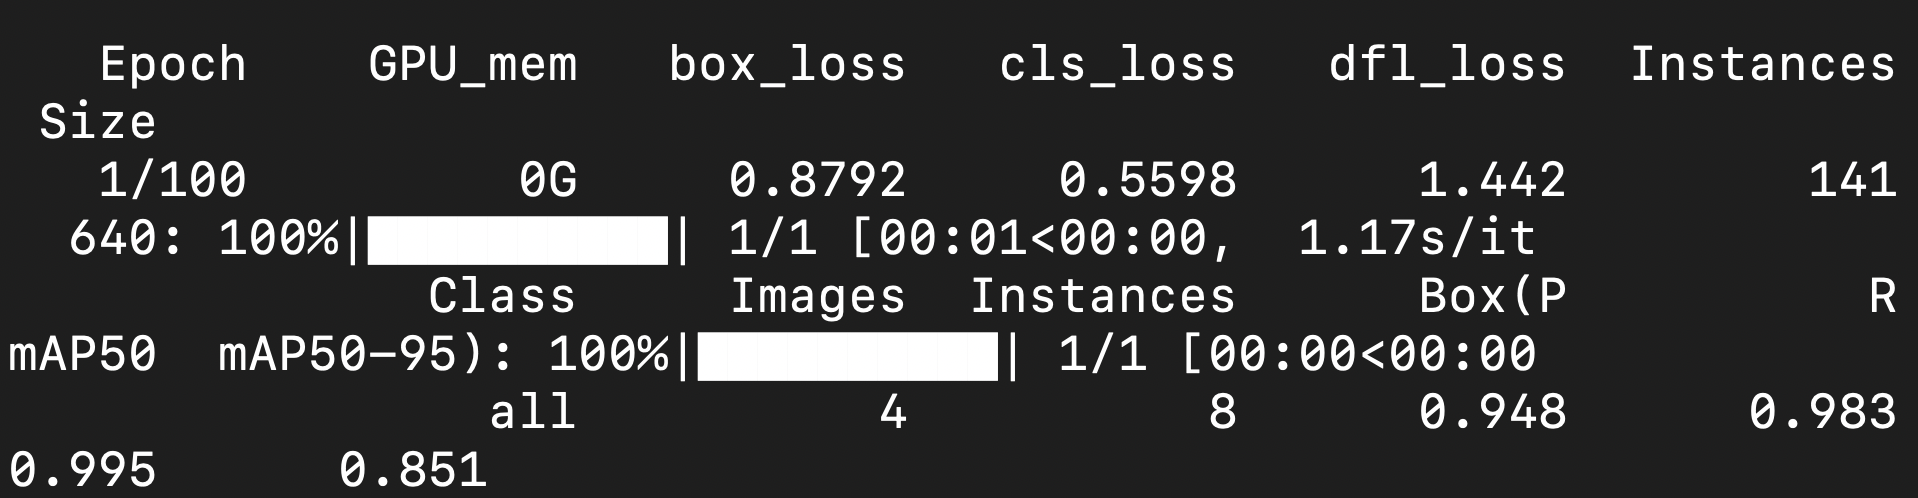 Epoch GPU_mem box_loss cls_loss dfl_loss Instances
Size
1/100 0G 0.8792 0.5598 1.442 141
640: 100%|██████████| 1/1 [00:01<00:00, 1.17s/it
Class Images Instances Box(P R
mAP50 mAP50-95): 100%|██████████| 1/1 [00:00<00:00
all 4 8 0.948 0.983
0.995 0.851